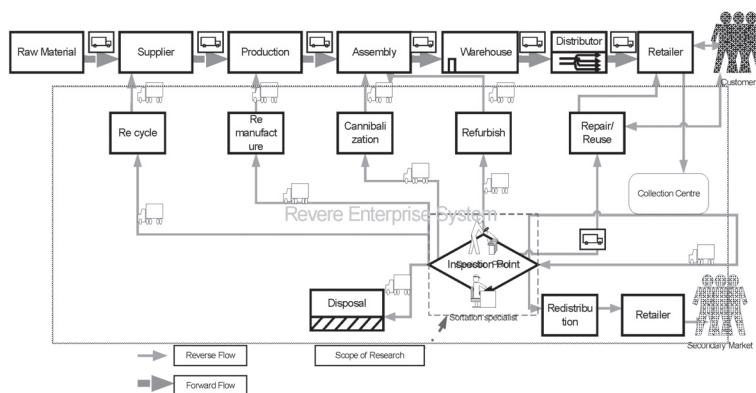 Raw Material
Supplier
Production
Assembly
Warehouse
Distributor
Retailer
Customer
Re cycle
Re
manufact
ure
Cannibali
zation
Refurbish
Repair/
Reuse
Collection Centre
Revere Enterprise System
Inspection Point
Disposal
Sortation specialist
Redistribu
tion
Retailer
Secondary Market
Reverse Flow
Scope of Research
Forward Flow